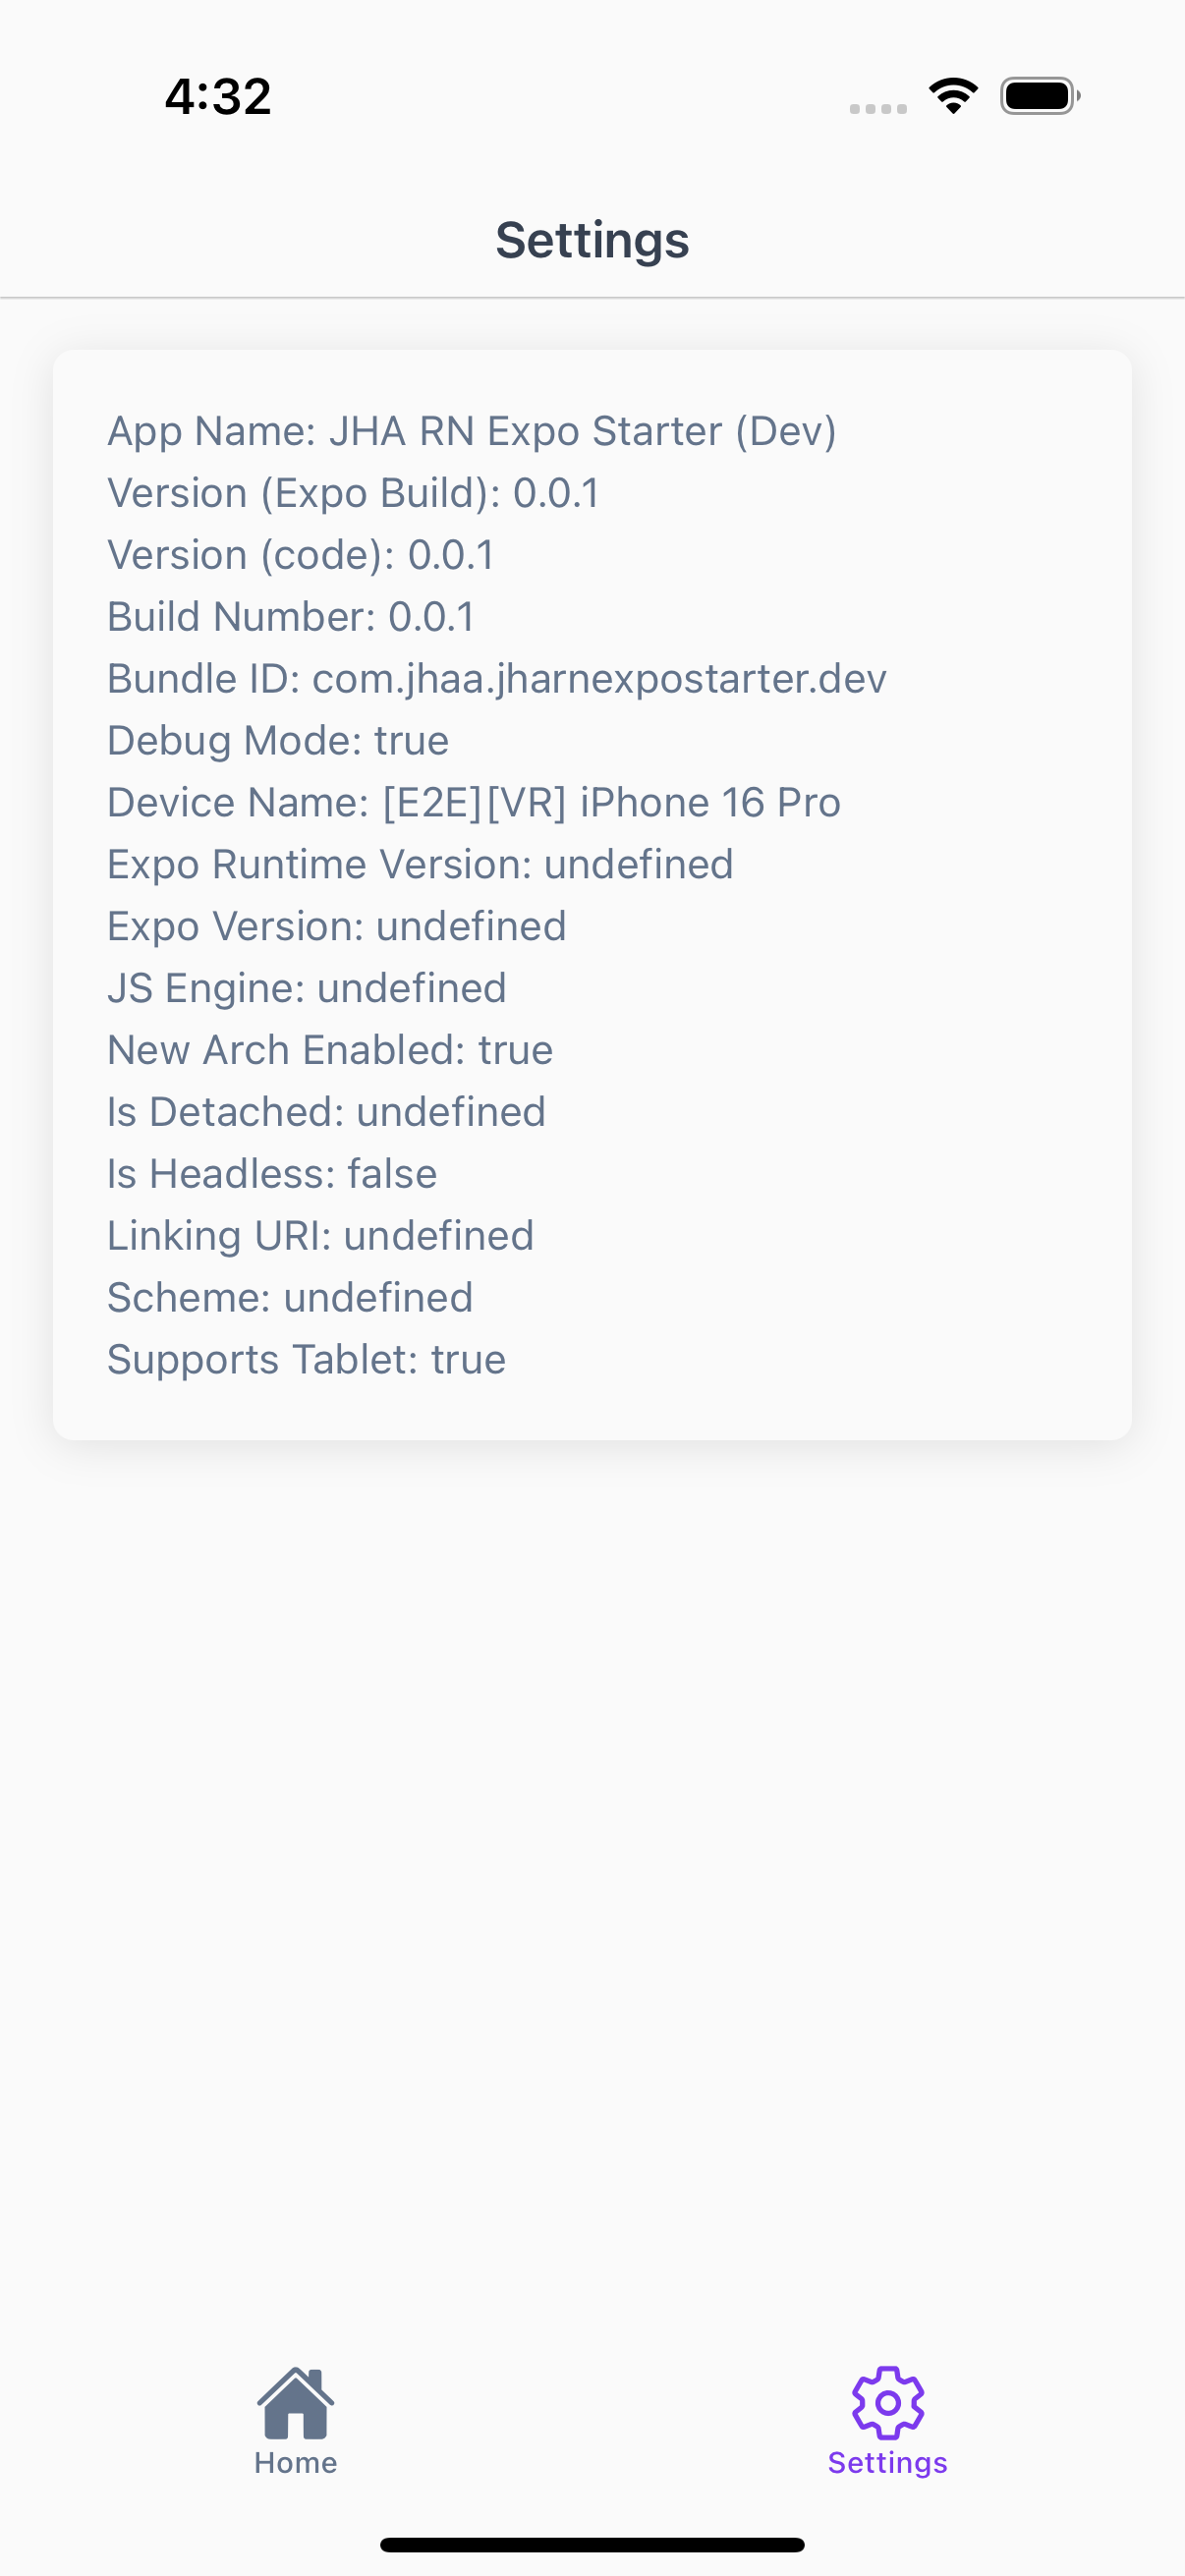 4:32
Settings
App Name: JHA RN Expo Starter (Dev)
Version (Expo Build): 0.0.1
Version (code): 0.0.1
Build Number: 0.0.1
Bundle ID: com.jhaa.jharnexpostarter.dev
Debug Mode: true
Device Name: [E2E][VR] iPhone 16 Pro
Expo Runtime Version: undefined
Expo Version: undefined
JS Engine: undefined
New Arch Enabled: true
Is Detached: undefined
Is Headless: false
Linking URI: undefined
Scheme: undefined
Supports Tablet: true
Home
Settings